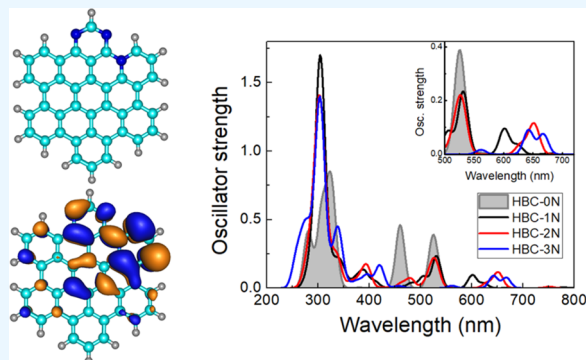 1.5
1.0
0.5
0.0
Oscillator strength
200 300 400 500 600 700 800
Wavelength (nm)
0.4
0.2
0.0
Osc. strength
500 550 600 650 700
Wavelength (nm)
HBC-0N
HBC-1N
HBC-2N
HBC-3N